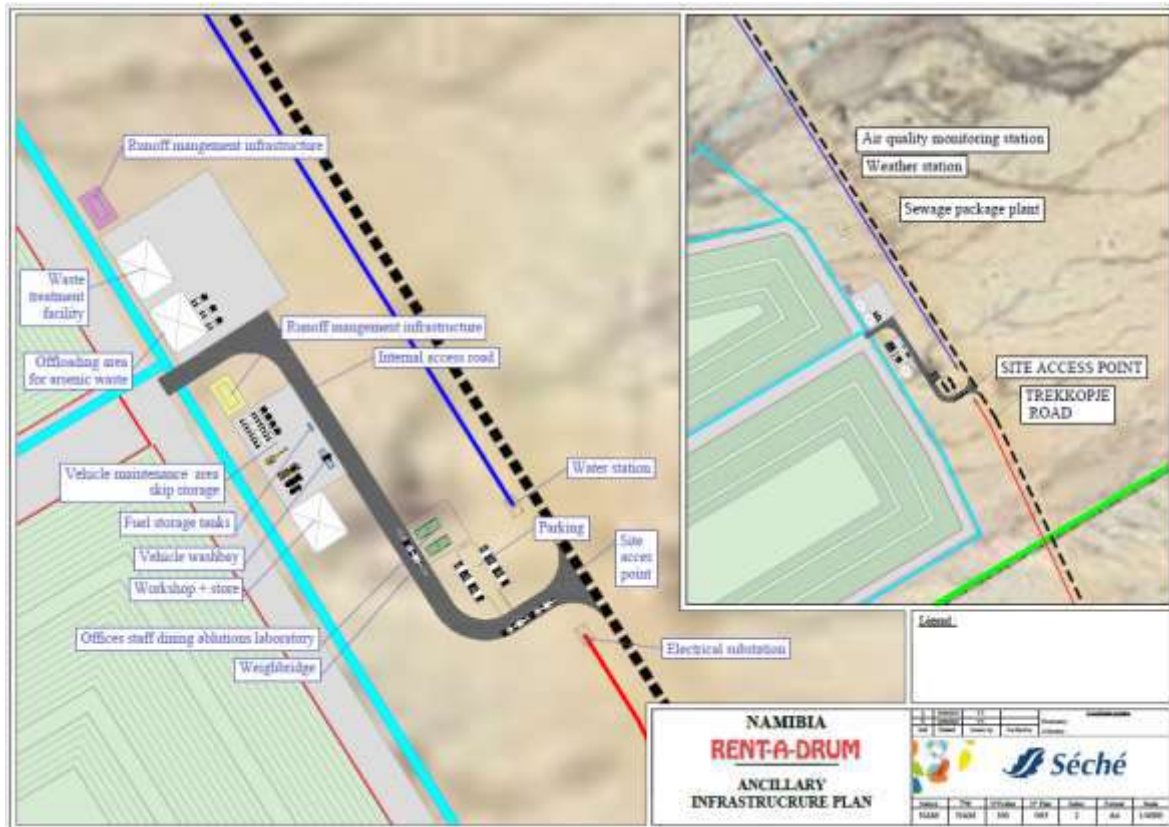 Runoff mangement infrastructure
Waste
treatment
facility
Runoff mangement infrastructure
Offloading area
for arsenic waste
Internal access road
Vehicle maintenance area
skip storage
Water station
Fuel storage tanks
Parking
Vehicle washbay
Site
acces
point
Workshop + store
Offices staff dining ablutions laboratory
Weighbridge
Electrical substation
Air quality monitoring station
Weather station
Sewage package plant
SITE ACCESS POINT
TREKKOPJE
ROAD
Légend :
NAMIBIA
RENT-A-DRUM
ANCILLARY
INFRASTRUCRURE PLAN
Séché